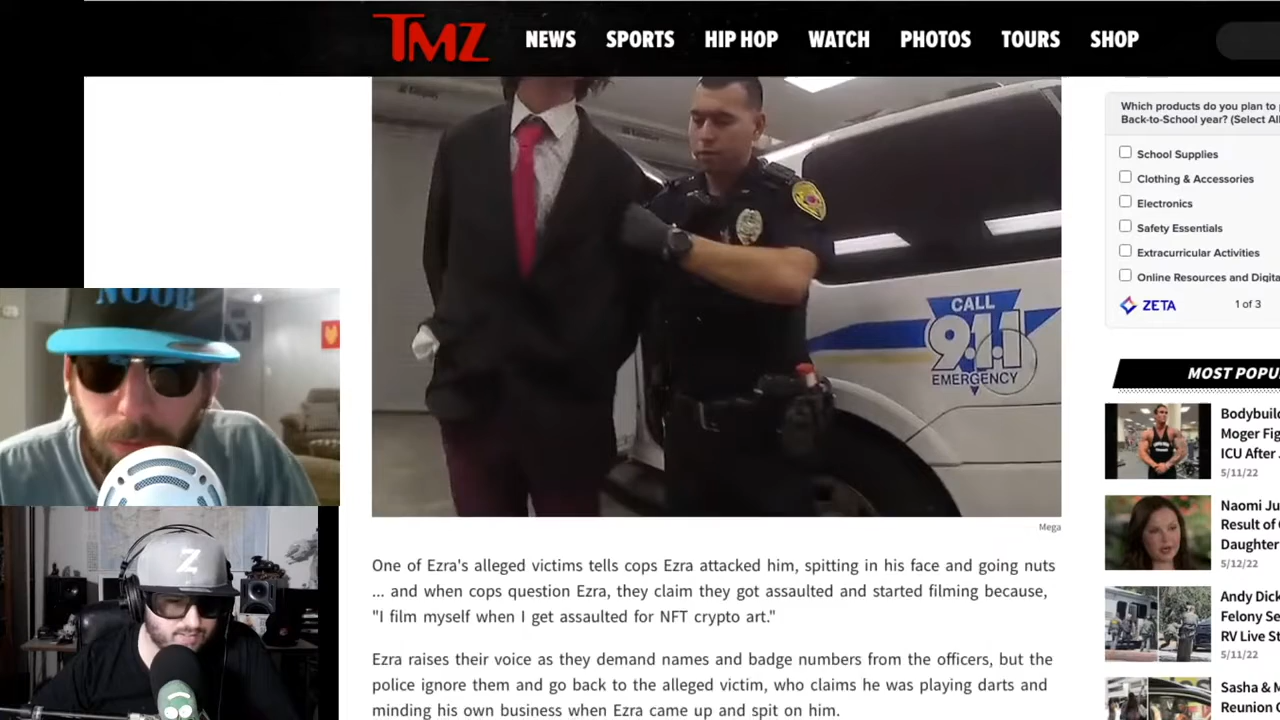 TMZ
NEWS SPORTS HIP HOP WATCH PHOTOS TOURS SHOP
Which products do you plan to
Back-to-School year? (Select
School Supplies
Clothing & Accessories
Electronics
Safety Essentials
Extracurricular Activities
Online Resources and
ZETA
1 of 3
NOOB
CALL
911
EMERGENCY
MOST
Bodybuild
Moger Fig
ICU After
5/11/22
Naomi Ju
Result of
Daughter
5/12/22
Mega
One of Ezra's alleged victims tells cops Ezra attacked him, spitting in his face and going nuts
... and when cops question Ezra, they claim they got assaulted and started filming because,
"I film myself when I get assaulted for NFT crypto art."
Ezra raises their voice as they demand names and badge numbers from the officers, but the
police ignore them and go back to the alleged victim, who claims he was playing darts and
minding his own business when Ezra came up and spit on him.
Z
Andy Dick
Felony Se
RV Live St
5/11/22
Sasha & M
Reunion